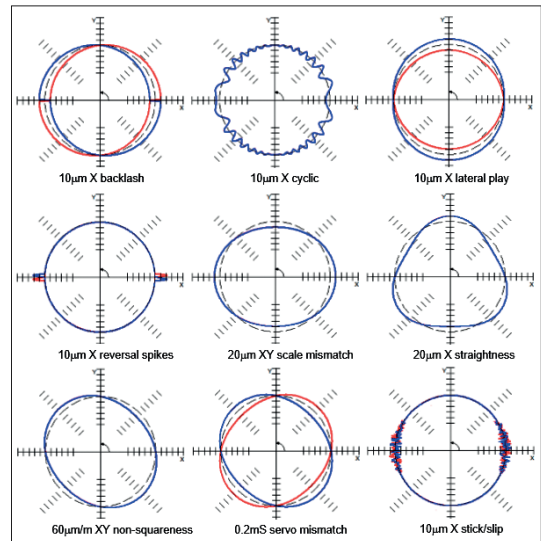 Y
X
10µm X backlash
Y
X
10µm X cyclic
Y
X
10µm X lateral play
Y
X
10µm X reversal spikes
Y
X
20µm XY scale mismatch
Y
X
20µm X straightness
Y
X
60µm/m XY non-squareness
Y
X
0.2mS servo mismatch
Y
X
10µm X stick/slip